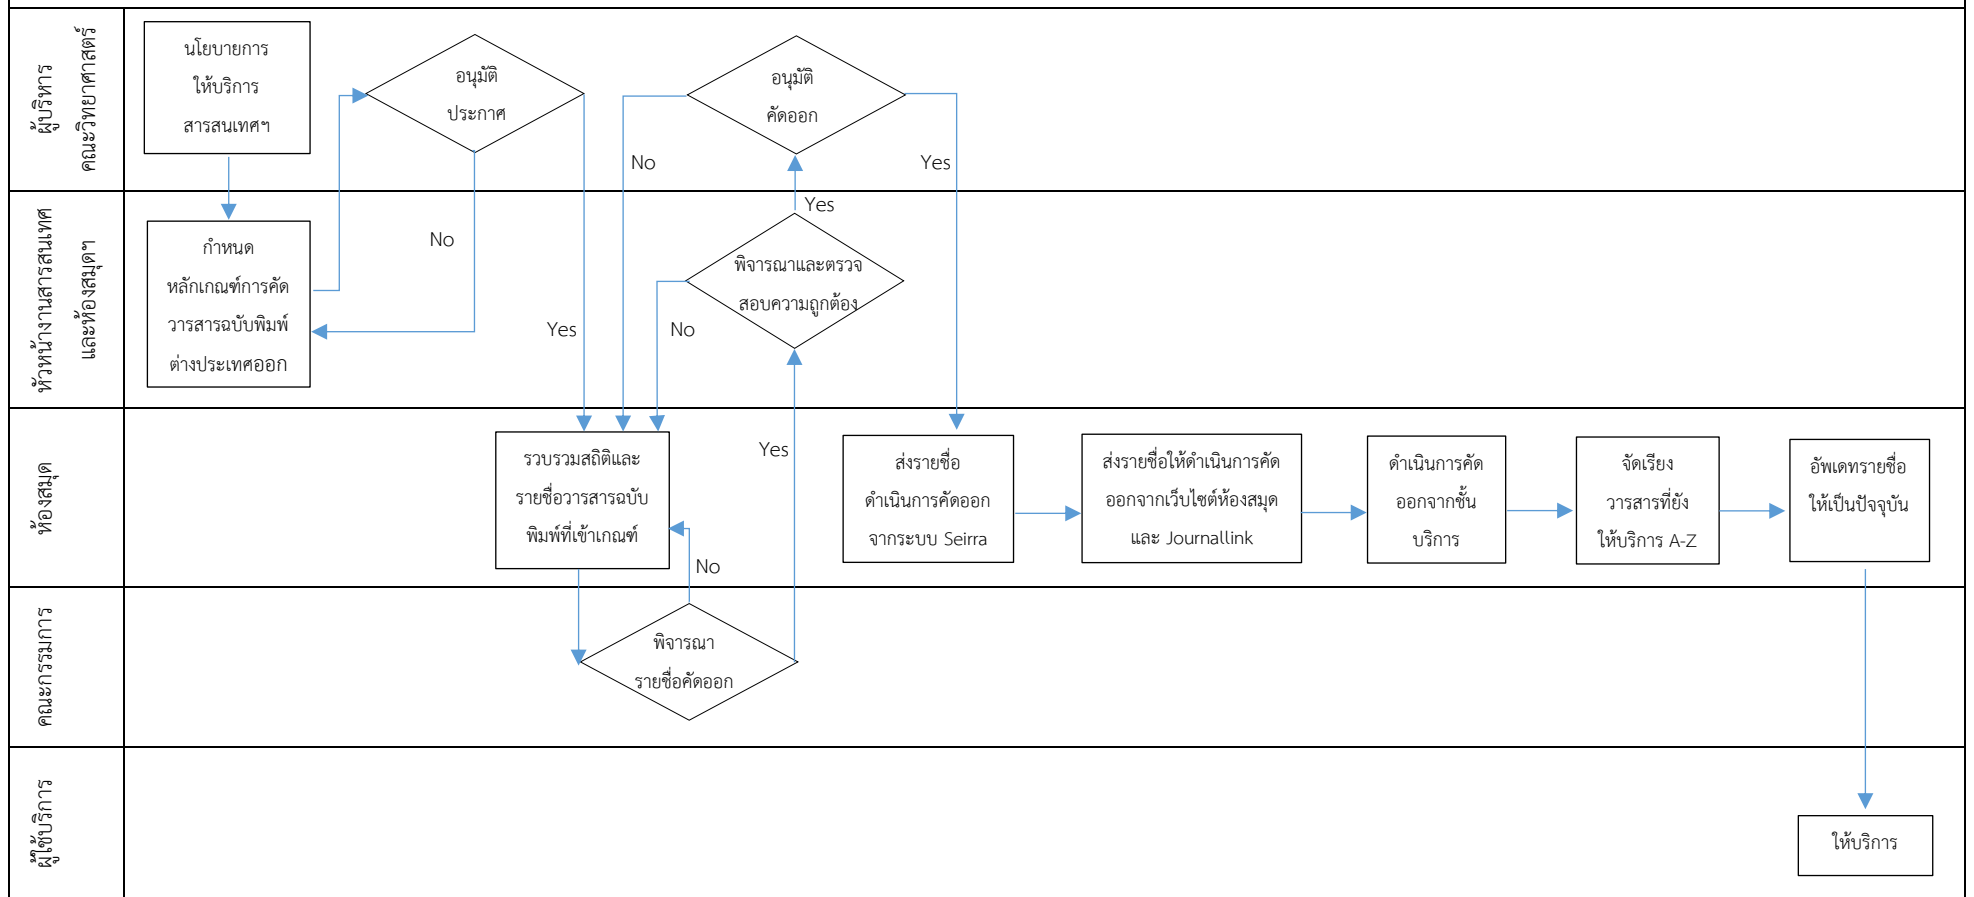 ผู้บริหาร
คณะวิทยาศาสตร์
นโยบายการ
ให้บริการ
สารสนเทศฯ
อนุมัติ
ประกาศ
อนุมัติ
คัดออก
No
Yes
หัวหน้างานสารสนเทศ
และห้องสมุดฯ
กำหนด
หลักเกณฑ์การคัด
วารสารฉบับพิมพ์
ต่างประเทศออก
No
Yes
Yes
พิจารณาและตรวจ
สอบความถูกต้อง
No
ห้องสมุด
รวบรวมสถิติและ
รายชื่อวารสารฉบับ
พิมพ์ที่เข้าเกณฑ์
Yes
No
ส่งรายชื่อ
ดำเนินการคัดออก
จากระบบ Seirra
ส่งรายชื่อให้ดำเนินการคัด
ออกจากเว็บไซต์ห้องสมุด
และ Journallink
ดำเนินการคัด
ออกจากชั้น
บริการ
จัดเรียง
วารสารที่ยัง
ให้บริการ A-Z
อัพเดทรายชื่อ
ให้เป็นปัจจุบัน
คณะกรรมการ
พิจารณา
รายชื่อคัดออก
ผู้ใช้บริการ
ให้บริการ